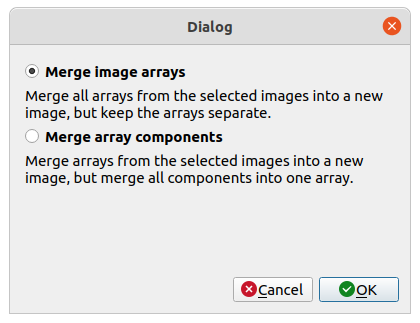 Dialog
Merge image arrays
Merge all arrays from the selected images into a new
image, but keep the arrays separate.
Merge array components
Merge arrays from the selected images into a new
image, but merge all components into one array.
Cancel
OK